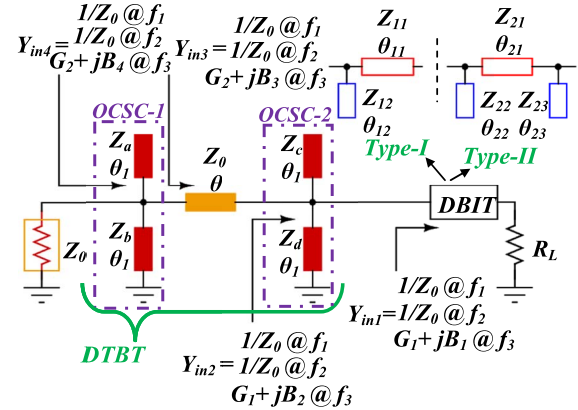 1/Z0 @ f1
Yin4 = 1/Z0 @ f2
G2 + jB4 @ f3
1/Z0 @ f1
Yin3 = 1/Z0 @ f2
G2 + jB3 @ f3
Z11
θ11
Z12
θ12
Type-I
Z21
θ21
Z22
θ22
Z23
θ23
Type-II
OCSC-1
OCSC-2
Za
θ1
Z0
θ
Zc
θ1
DBIT
Z0
Zb
θ1
Zd
θ1
RL
DTBT
1/Z0 @ f1
Yin2 = 1/Z0 @ f2
G1 + jB2 @ f3
1/Z0 @ f1
Yin1 = 1/Z0 @ f2
G1 + jB1 @ f3